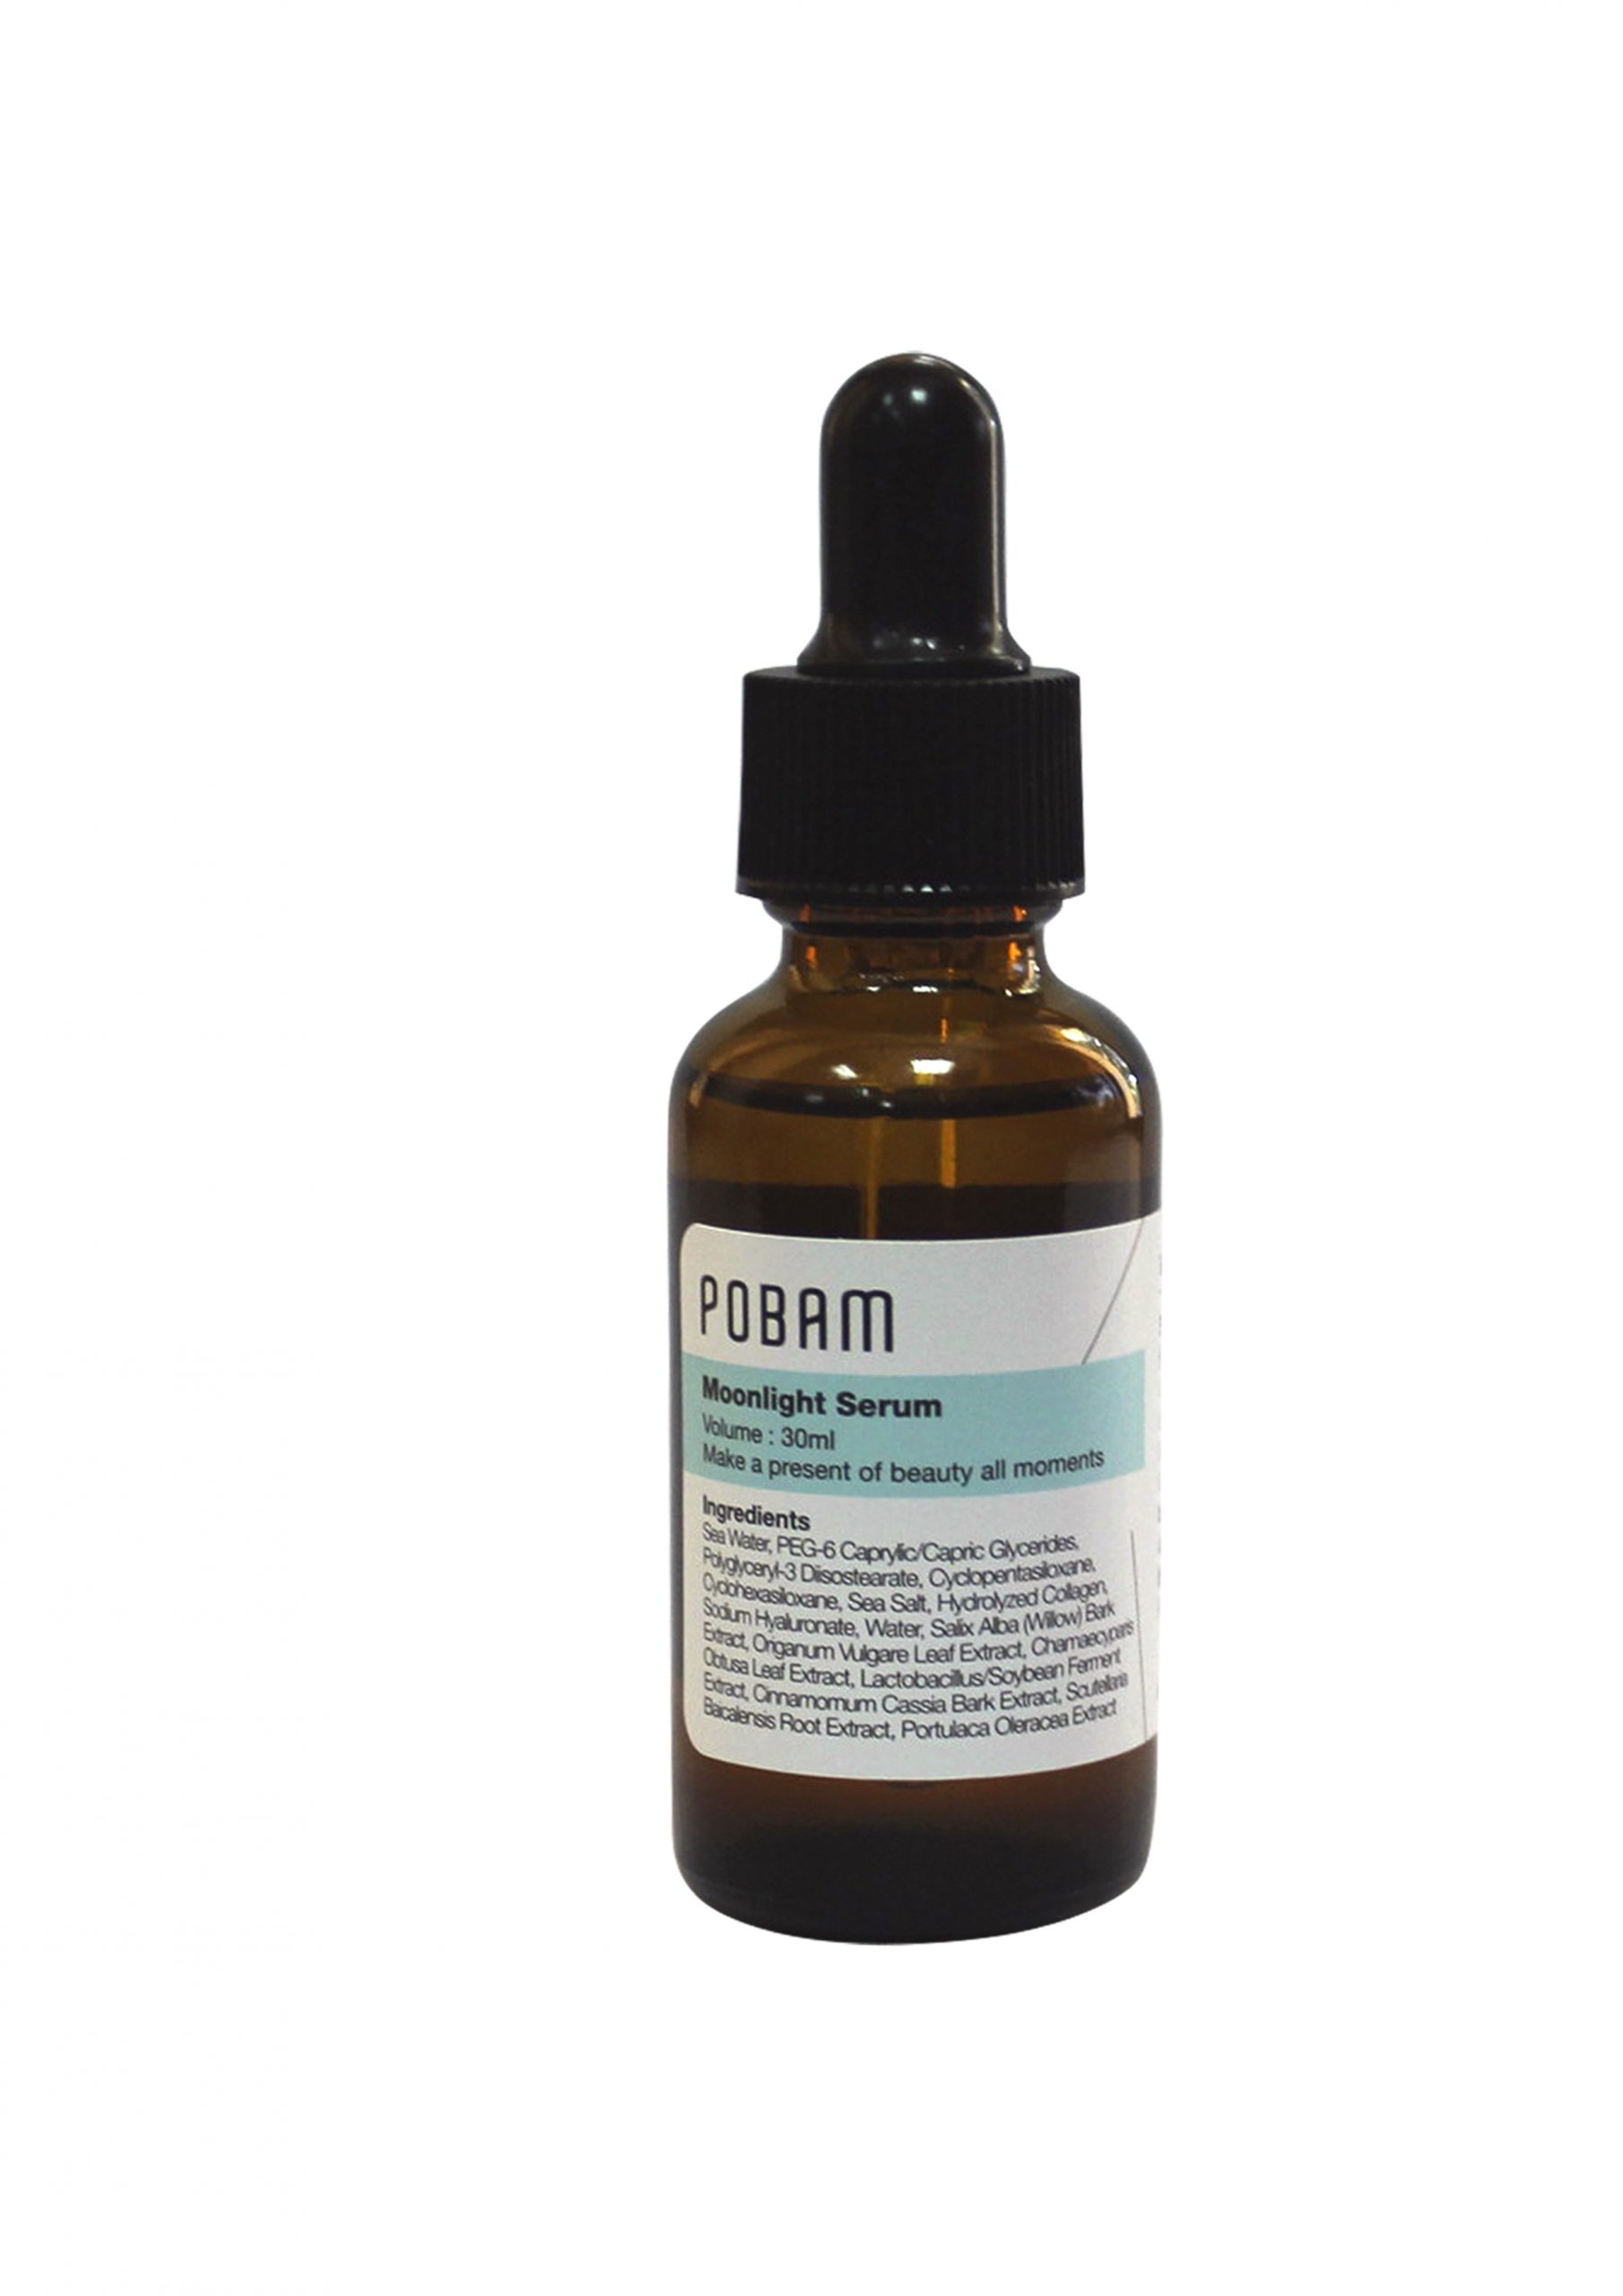 POBAM
Moonlight Serum
Volume : 30ml
Make a present of beauty all moments
Ingredients
Sea Water, PEG-6 Caprylic/Capric Glycerides,
Polyglyceryl-3 Diisostearate, Cyclopentasiloxane,
Cyclohexasiloxane, Sea Salt, Hydrolyzed Collagen,
Sodium Hyaluronate, Water, Salix Alba (Willow) Bark
Extract, Origanum Vulgare Leaf Extract, Chamaecyparis
Obtusa Leaf Extract, Lactobacillus/Soybean Ferment
Extract, Cinnamomum Cassia Bark Extract, Scutellaria
Bacalensis Root Extract, Portulaca Oleracea Extract